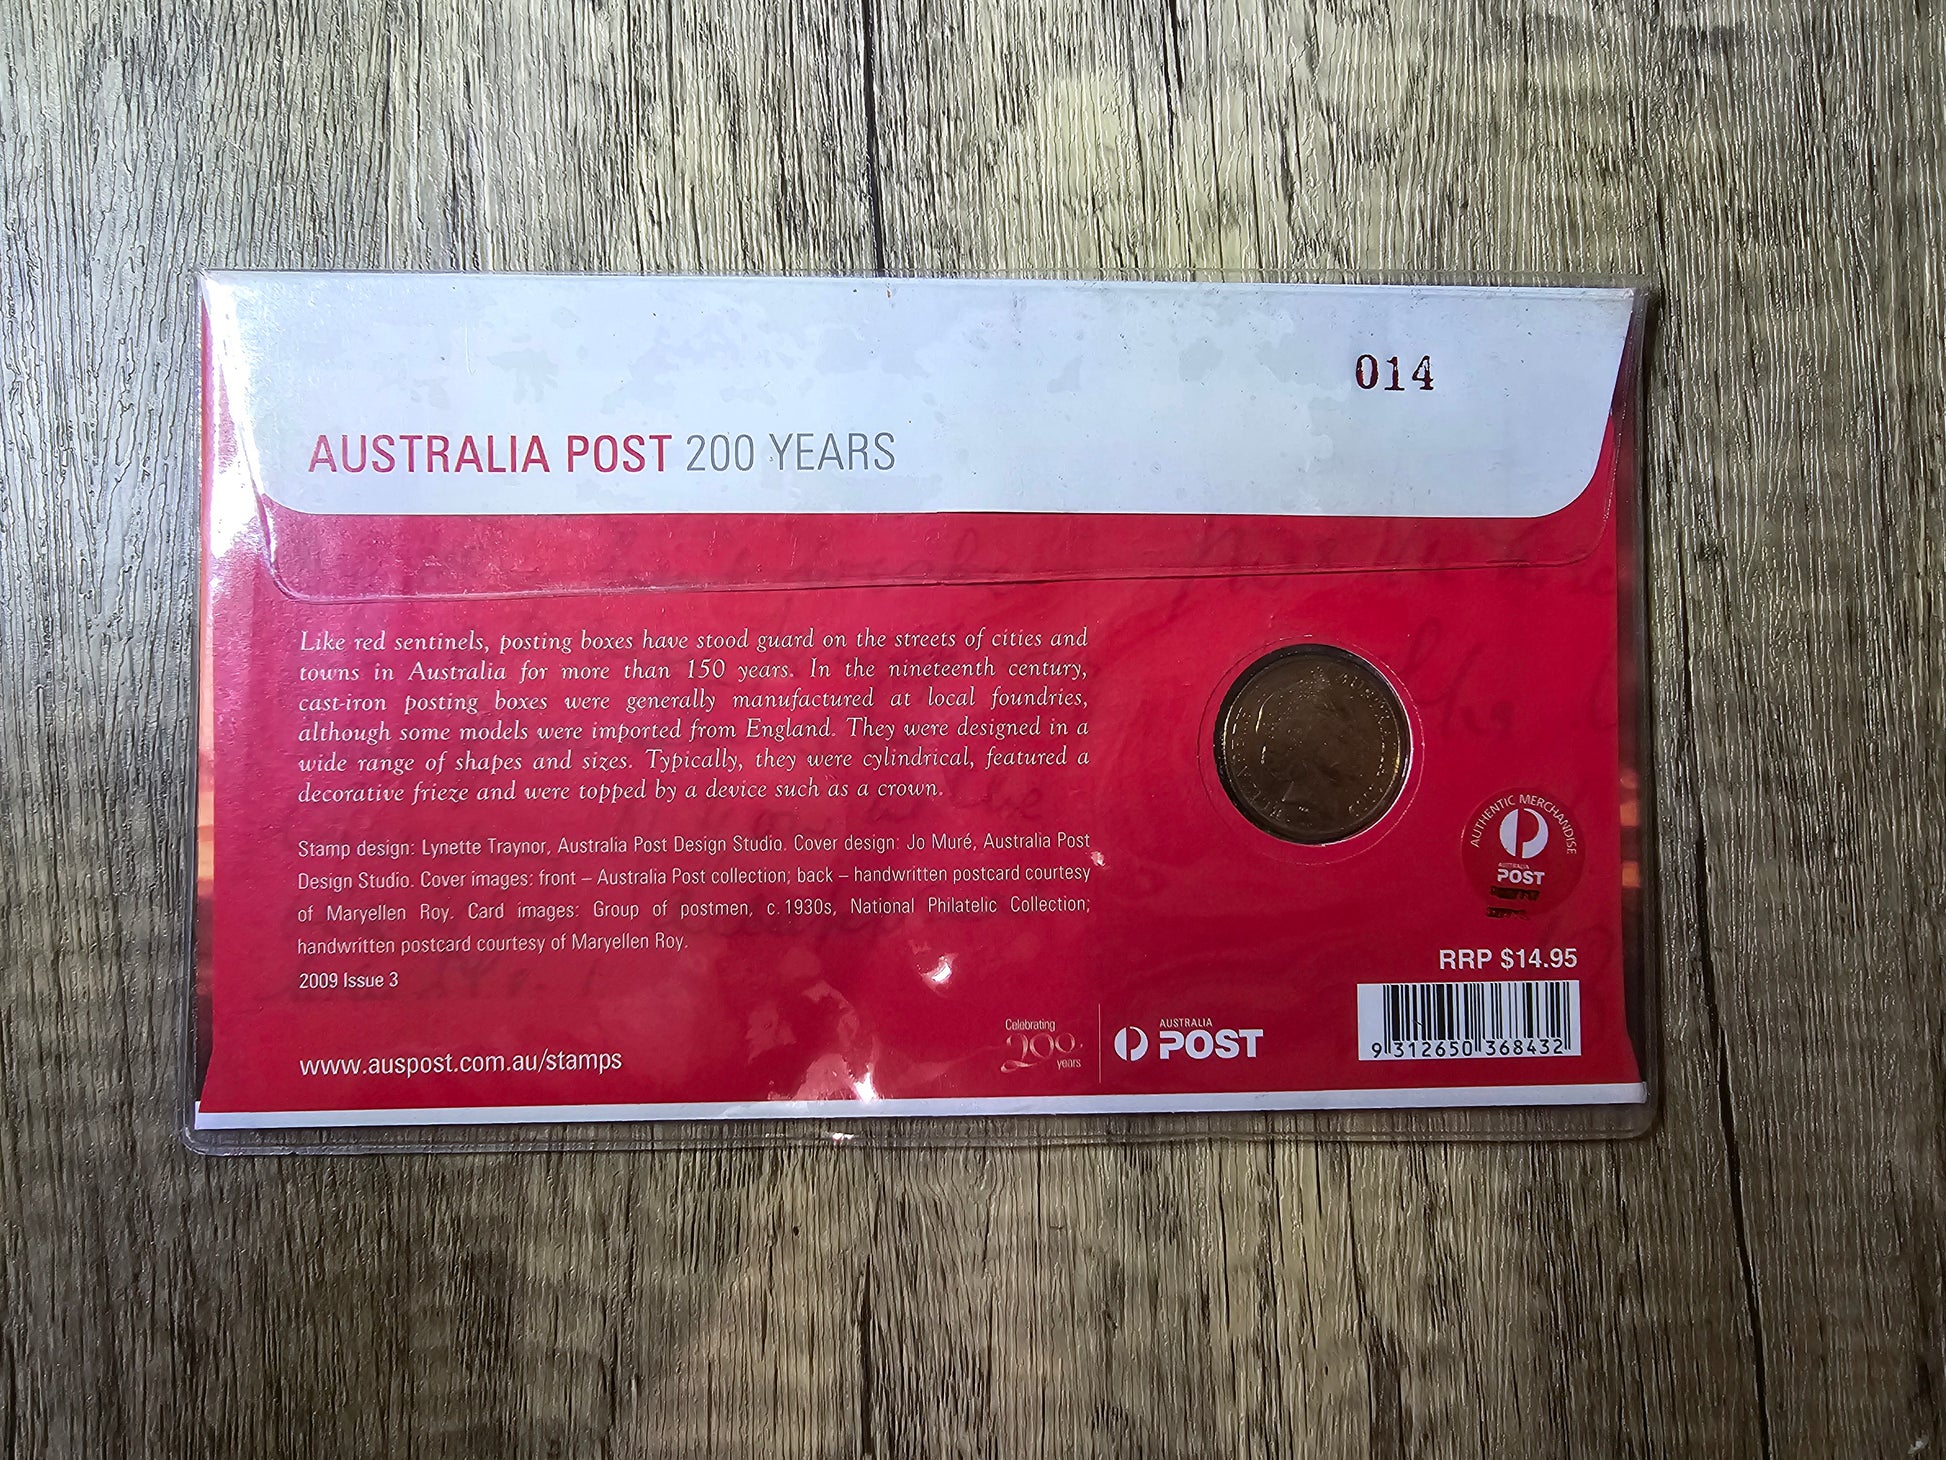 014
AUSTRALIA POST 200 YEARS
Like red sentinels, posting boxes have stood guard on the streets of cities and
towns in Australia for more than 150 years. In the nineteenth century,
cast-iron posting boxes were generally manufactured at local foundries,
although some models were imported from England. They were designed in a
wide range of shapes and sizes. Typically, they were cylindrical, featured a
decorative frieze and were topped by a device such as a crown.
Stamp design: Lynette Traynor, Australia Post Design Studio. Cover design: Jo Muré, Australia Post
Design Studio. Cover images: front – Australia Post collection; back – handwritten postcard courtesy
of Maryellen Roy. Card images: Group of postmen, c.1930s, National Philatelic Collection;
handwritten postcard courtesy of Maryellen Roy.
2009 Issue 3
www.auspost.com.au/stamps
Celebrating
200
years
AUSTRALIA
POST
AUTHENTIC MERCHANDISE
AUSTRALIA
POST
RRP $14.95
9 312650 368432